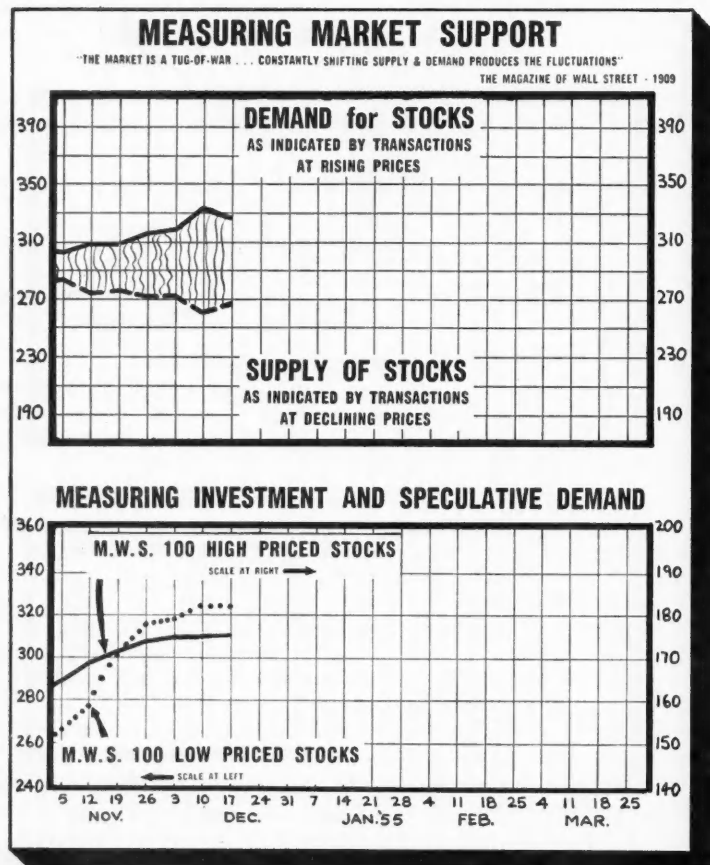 MEASURING MARKET SUPPORT
"THE MARKET IS A TUG-OF-WAR . . . CONSTANTLY SHIFTING SUPPLY & DEMAND PRODUCES THE FLUCTUATIONS"
THE MAGAZINE OF WALL STREET - 1909
DEMAND for STOCKS
AS INDICATED BY TRANSACTIONS
AT RISING PRICES
390 390
350 350
310 310
270 270
230 230
190 190
SUPPLY OF STOCKS
AS INDICATED BY TRANSACTIONS
AT DECLINING PRICES
MEASURING INVESTMENT AND SPECULATIVE DEMAND
360 200
M.W.S. 100 HIGH PRICED STOCKS
SCALE AT RIGHT
340 190
320 180
300 170
280 160
260 150
M.W.S. 100 LOW PRICED STOCKS
SCALE AT LEFT
240 140
5 12 19 26 3 10 17 24 31 7 14 21 28 4 11 18 25 4 11 18 25
NOV. DEC. JAN.'55 FEB. MAR.